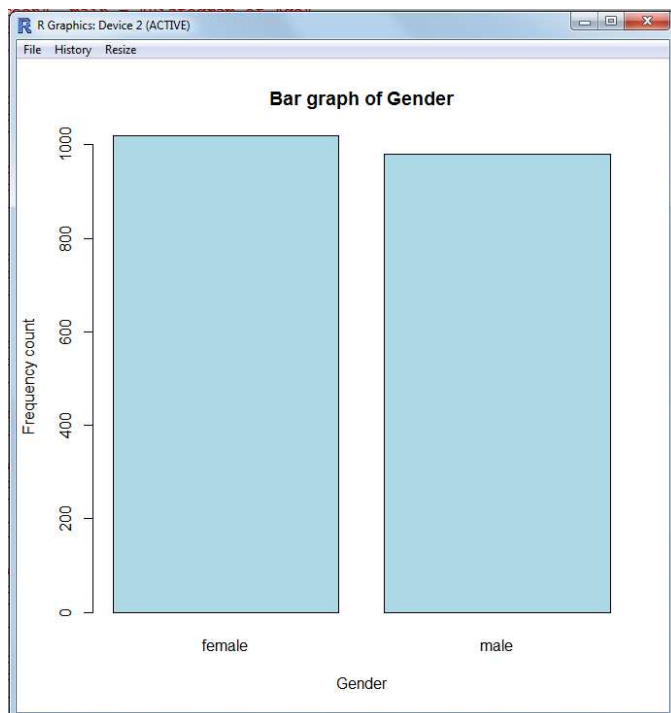 R Graphics: Device 2 (ACTIVE)
File History Resize
Bar graph of Gender
1000
800
600
400
200
0
Frequency count
female male
Gender